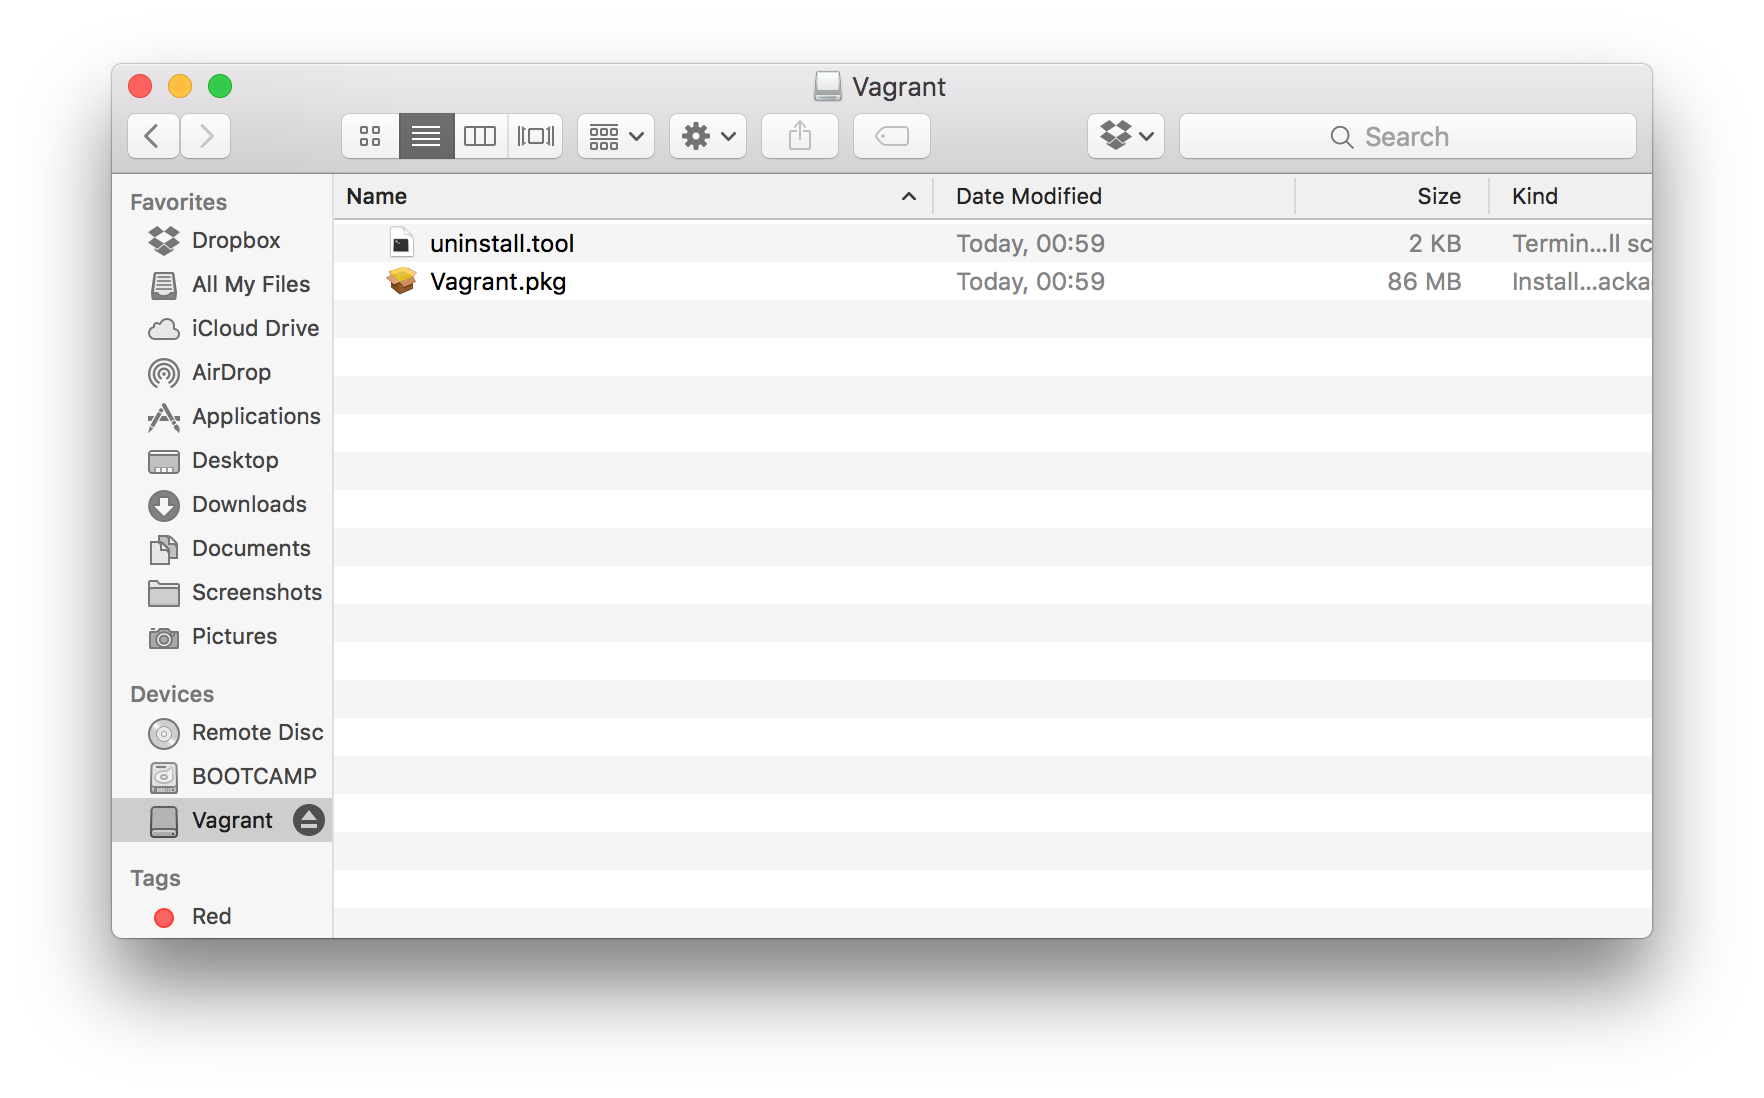 Vagrant
Search
Name Date Modified Size Kind
uninstall.tool Today, 00:59 2 KB Termin...ll sc
Vagrant.pkg Today, 00:59 86 MB Install...acka
Favorites
Dropbox
All My Files
iCloud Drive
AirDrop
Applications
Desktop
Downloads
Documents
Screenshots
Pictures
Devices
Remote Disc
BOOTCAMP
Vagrant
Tags
Red